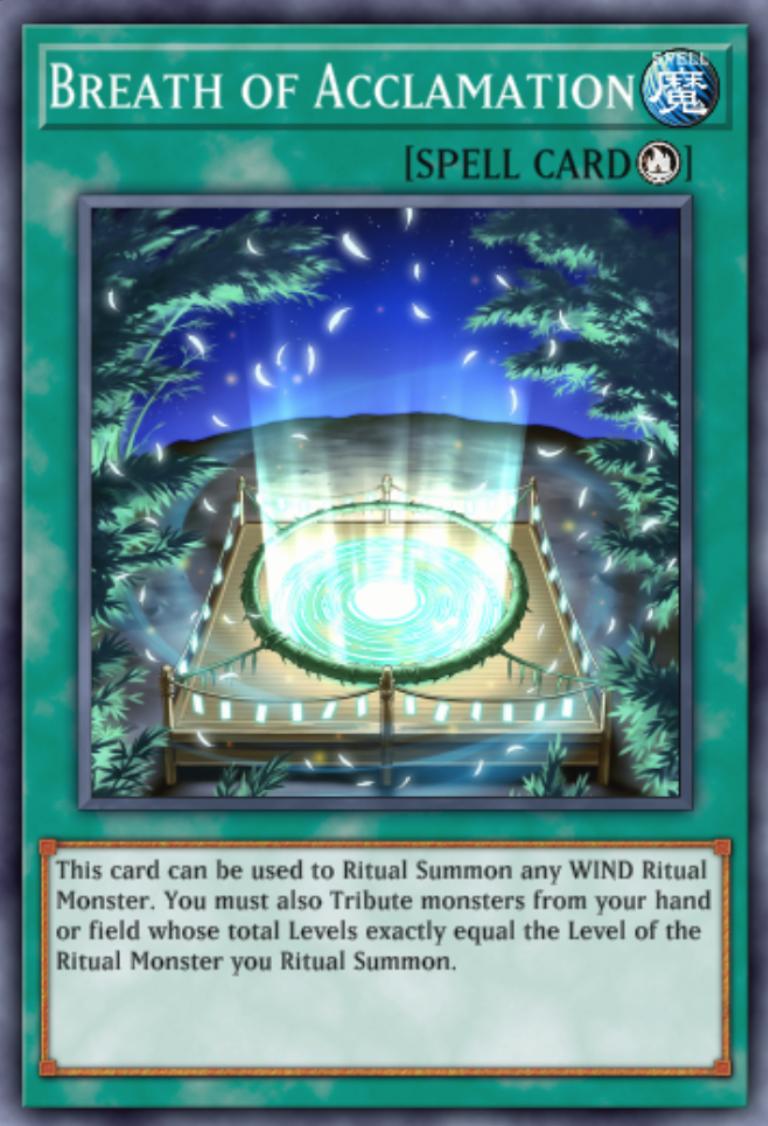 BREATH OF ACCLAMATION
SPELL
魔
[SPELL CARD]
This card can be used to Ritual Summon any WIND Ritual
Monster. You must also Tribute monsters from your hand
or field whose total Levels exactly equal the Level of the
Ritual Monster you Ritual Summon.